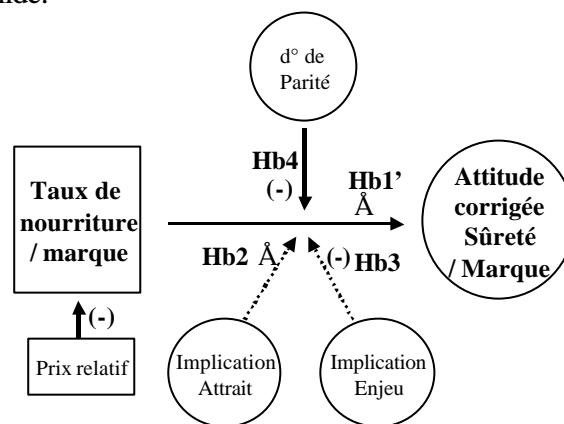 mide.
d° de
Parité
Hb4
(-)
Hb1’
Å
Taux de
nourriture
/ marque
Attitude
corrigée
Sûreté
/ Marque
Hb2 Å
(-) Hb3
(-)
Prix relatif
Implication
Attrait
Implication
Enjeu